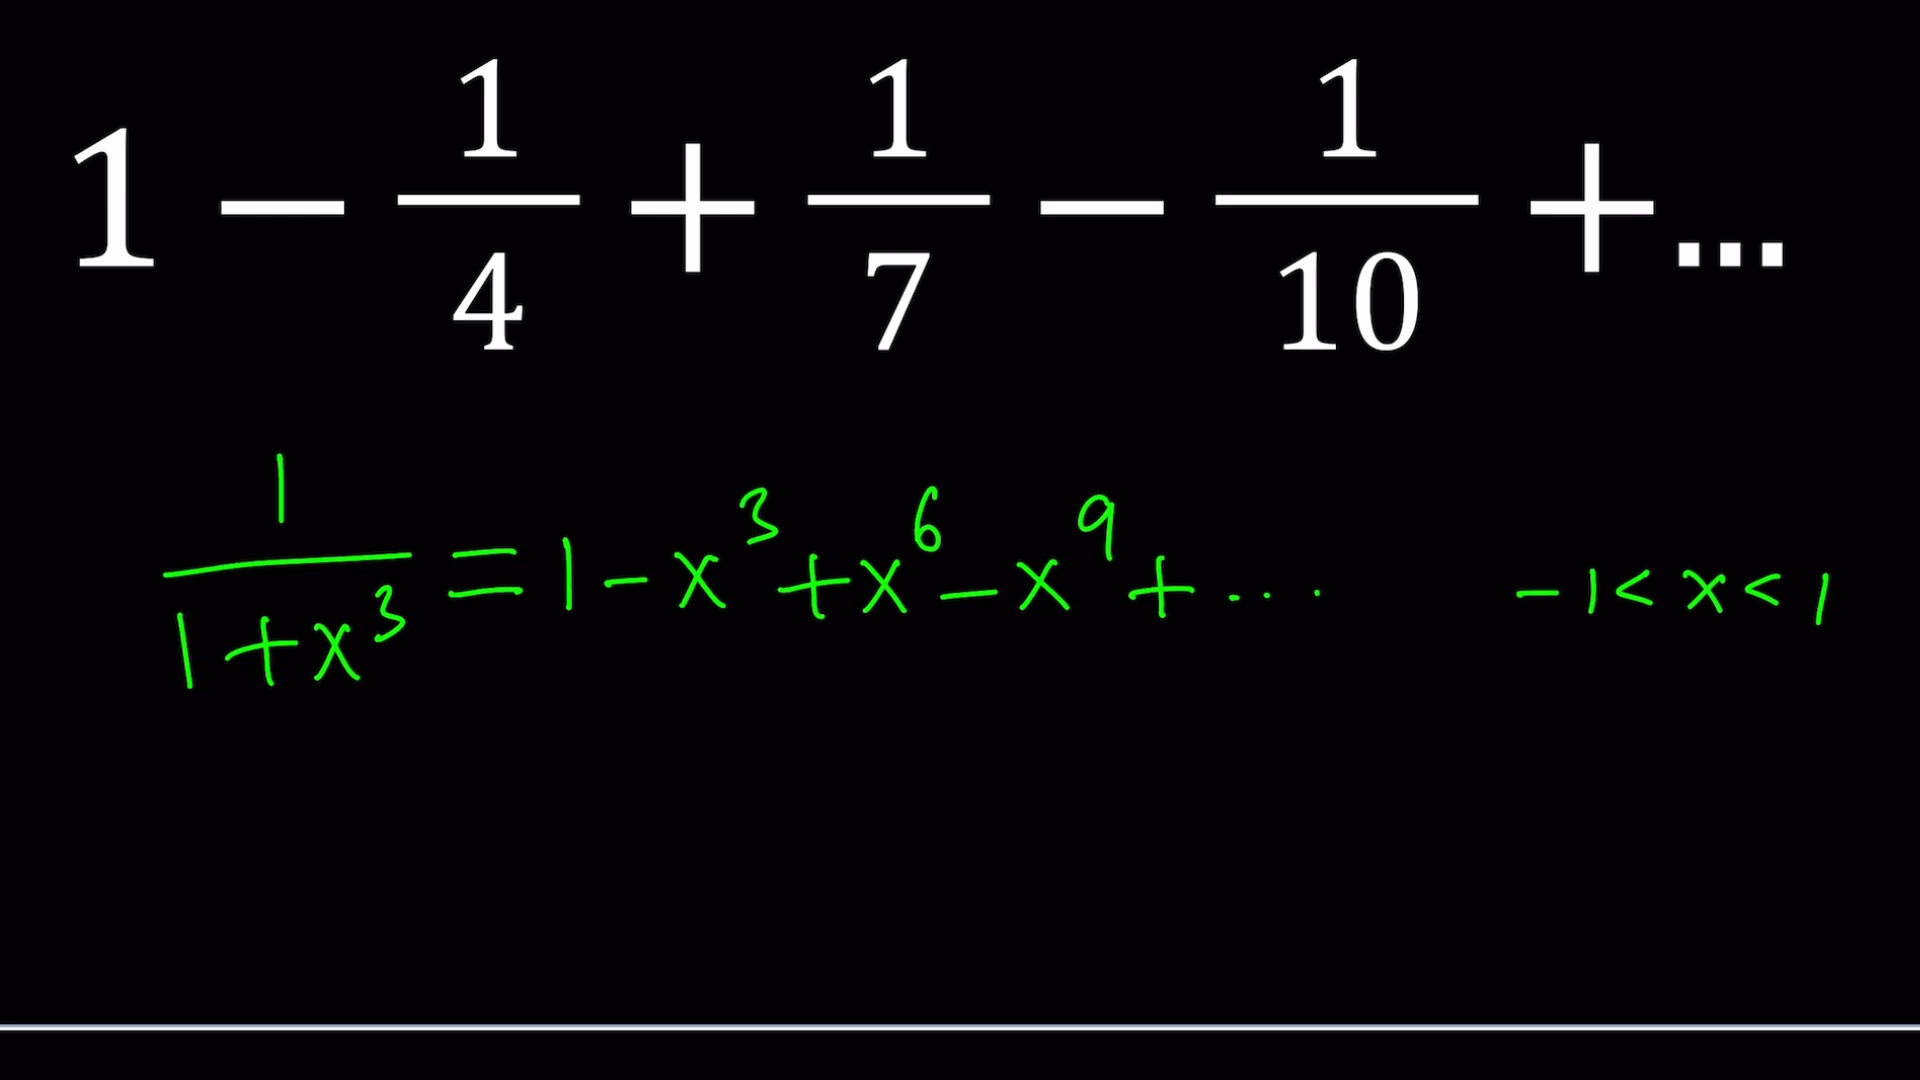 1 − 1/4 + 1/7 − 1/10 + ...
1/(1+x³) = 1 − x³ + x⁶ − x⁹ + .... −1 < x < 1